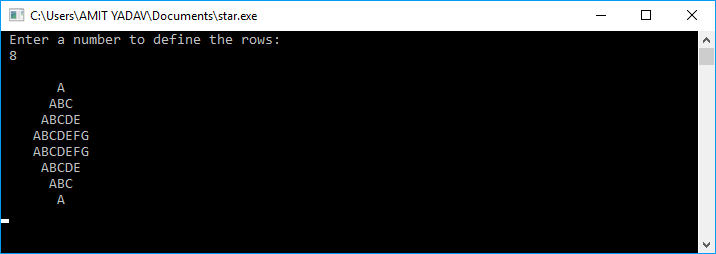 C:\Users\AMIT YADAV\Documents\star.exe
Enter a number to define the rows:
8
A
ABC
ABCDE
ABCDEFG
ABCDEFG
ABCDE
ABC
A